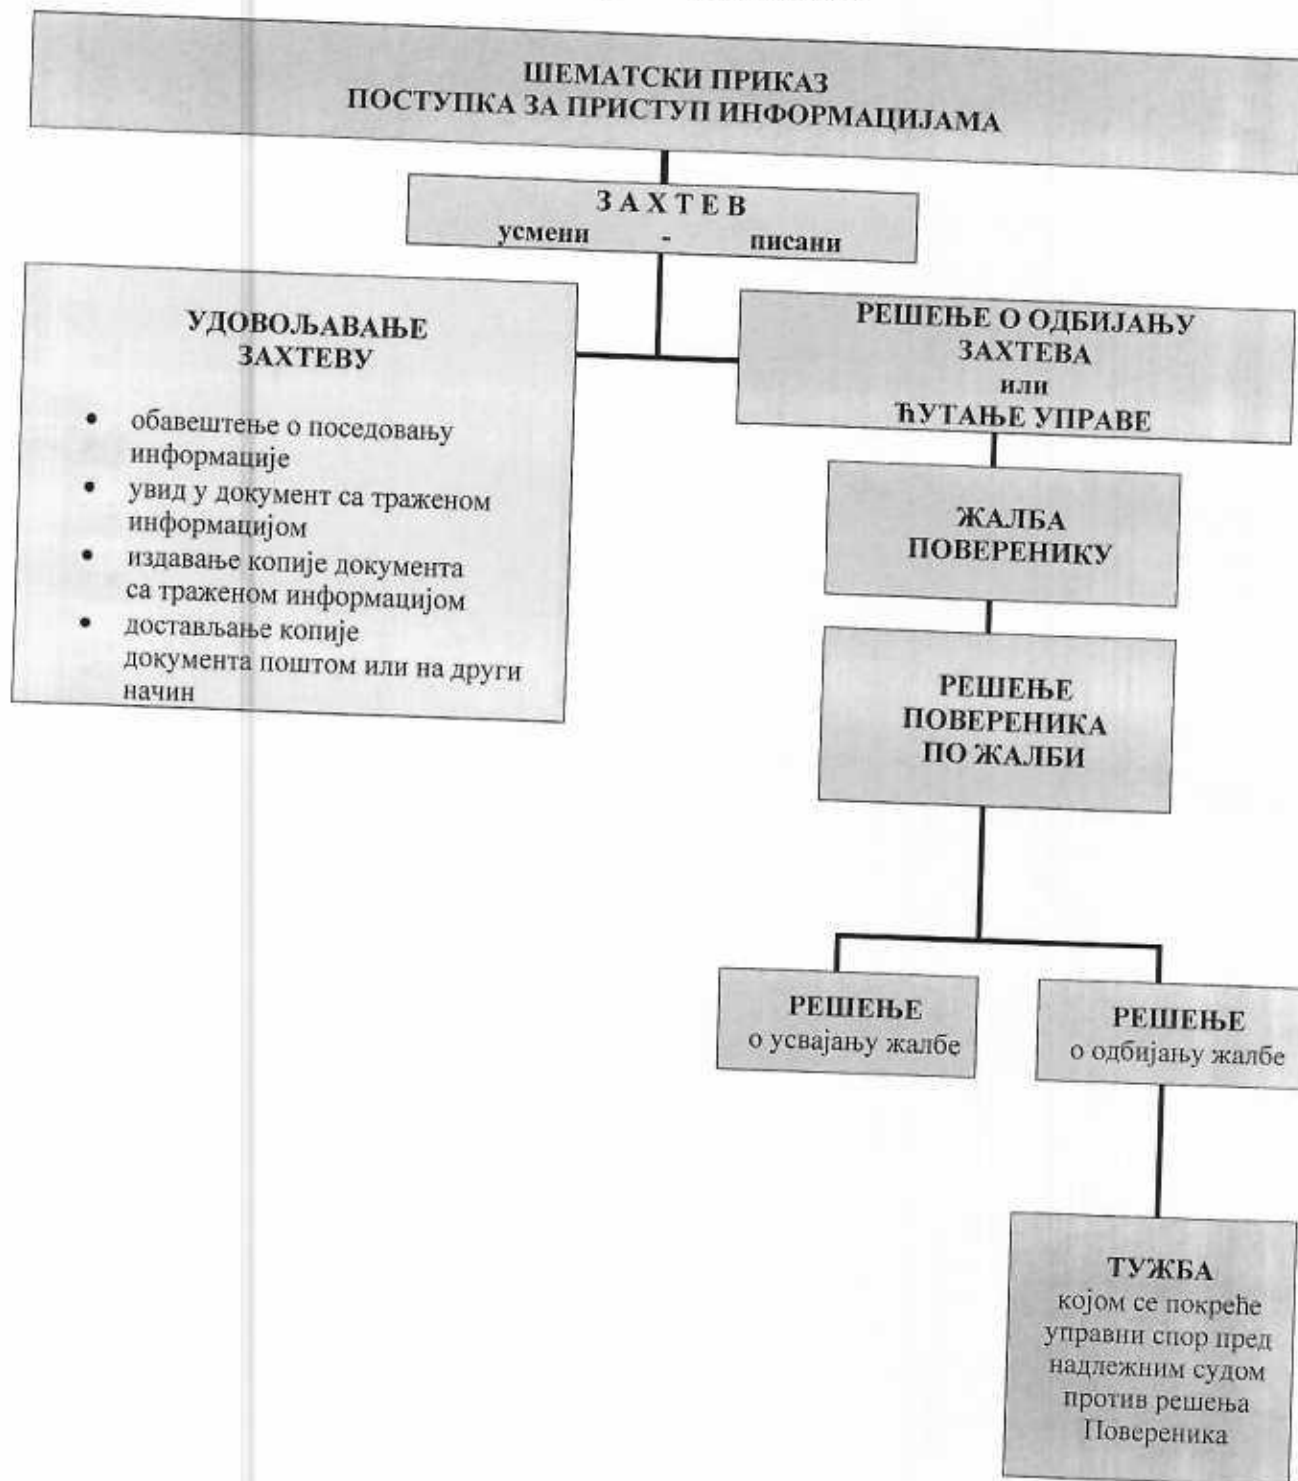 ШЕМАТСКИ ПРИКАЗ
ПОСТУПКА ЗА ПРИСТУП ИНФОРМАЦИЈАМА
З А Х Т Е В
усмени - писани
УДОВОЉАВАЊЕ
ЗАХТЕВУ
• обавештење о поседовању
информације
• увид у документ са траженом
информацијом
• издавање копије документа
са траженом информацијом
• достављање копије
документа поштом или на други
начин
РЕШЕЊЕ О ОДБИЈАЊУ
ЗАХТЕВА
или
ЋУТАЊЕ УПРАВЕ
ЖАЛБА
ПОВЕРЕНИКУ
РЕШЕЊЕ
ПОВЕРЕНИКА
ПО ЖАЛБИ
РЕШЕЊЕ
о усвајању жалбе
РЕШЕЊЕ
о одбијању жалбе
ТУЖБА
којом се покреће
управни спор пред
надлежним судом
против решења
Повереника